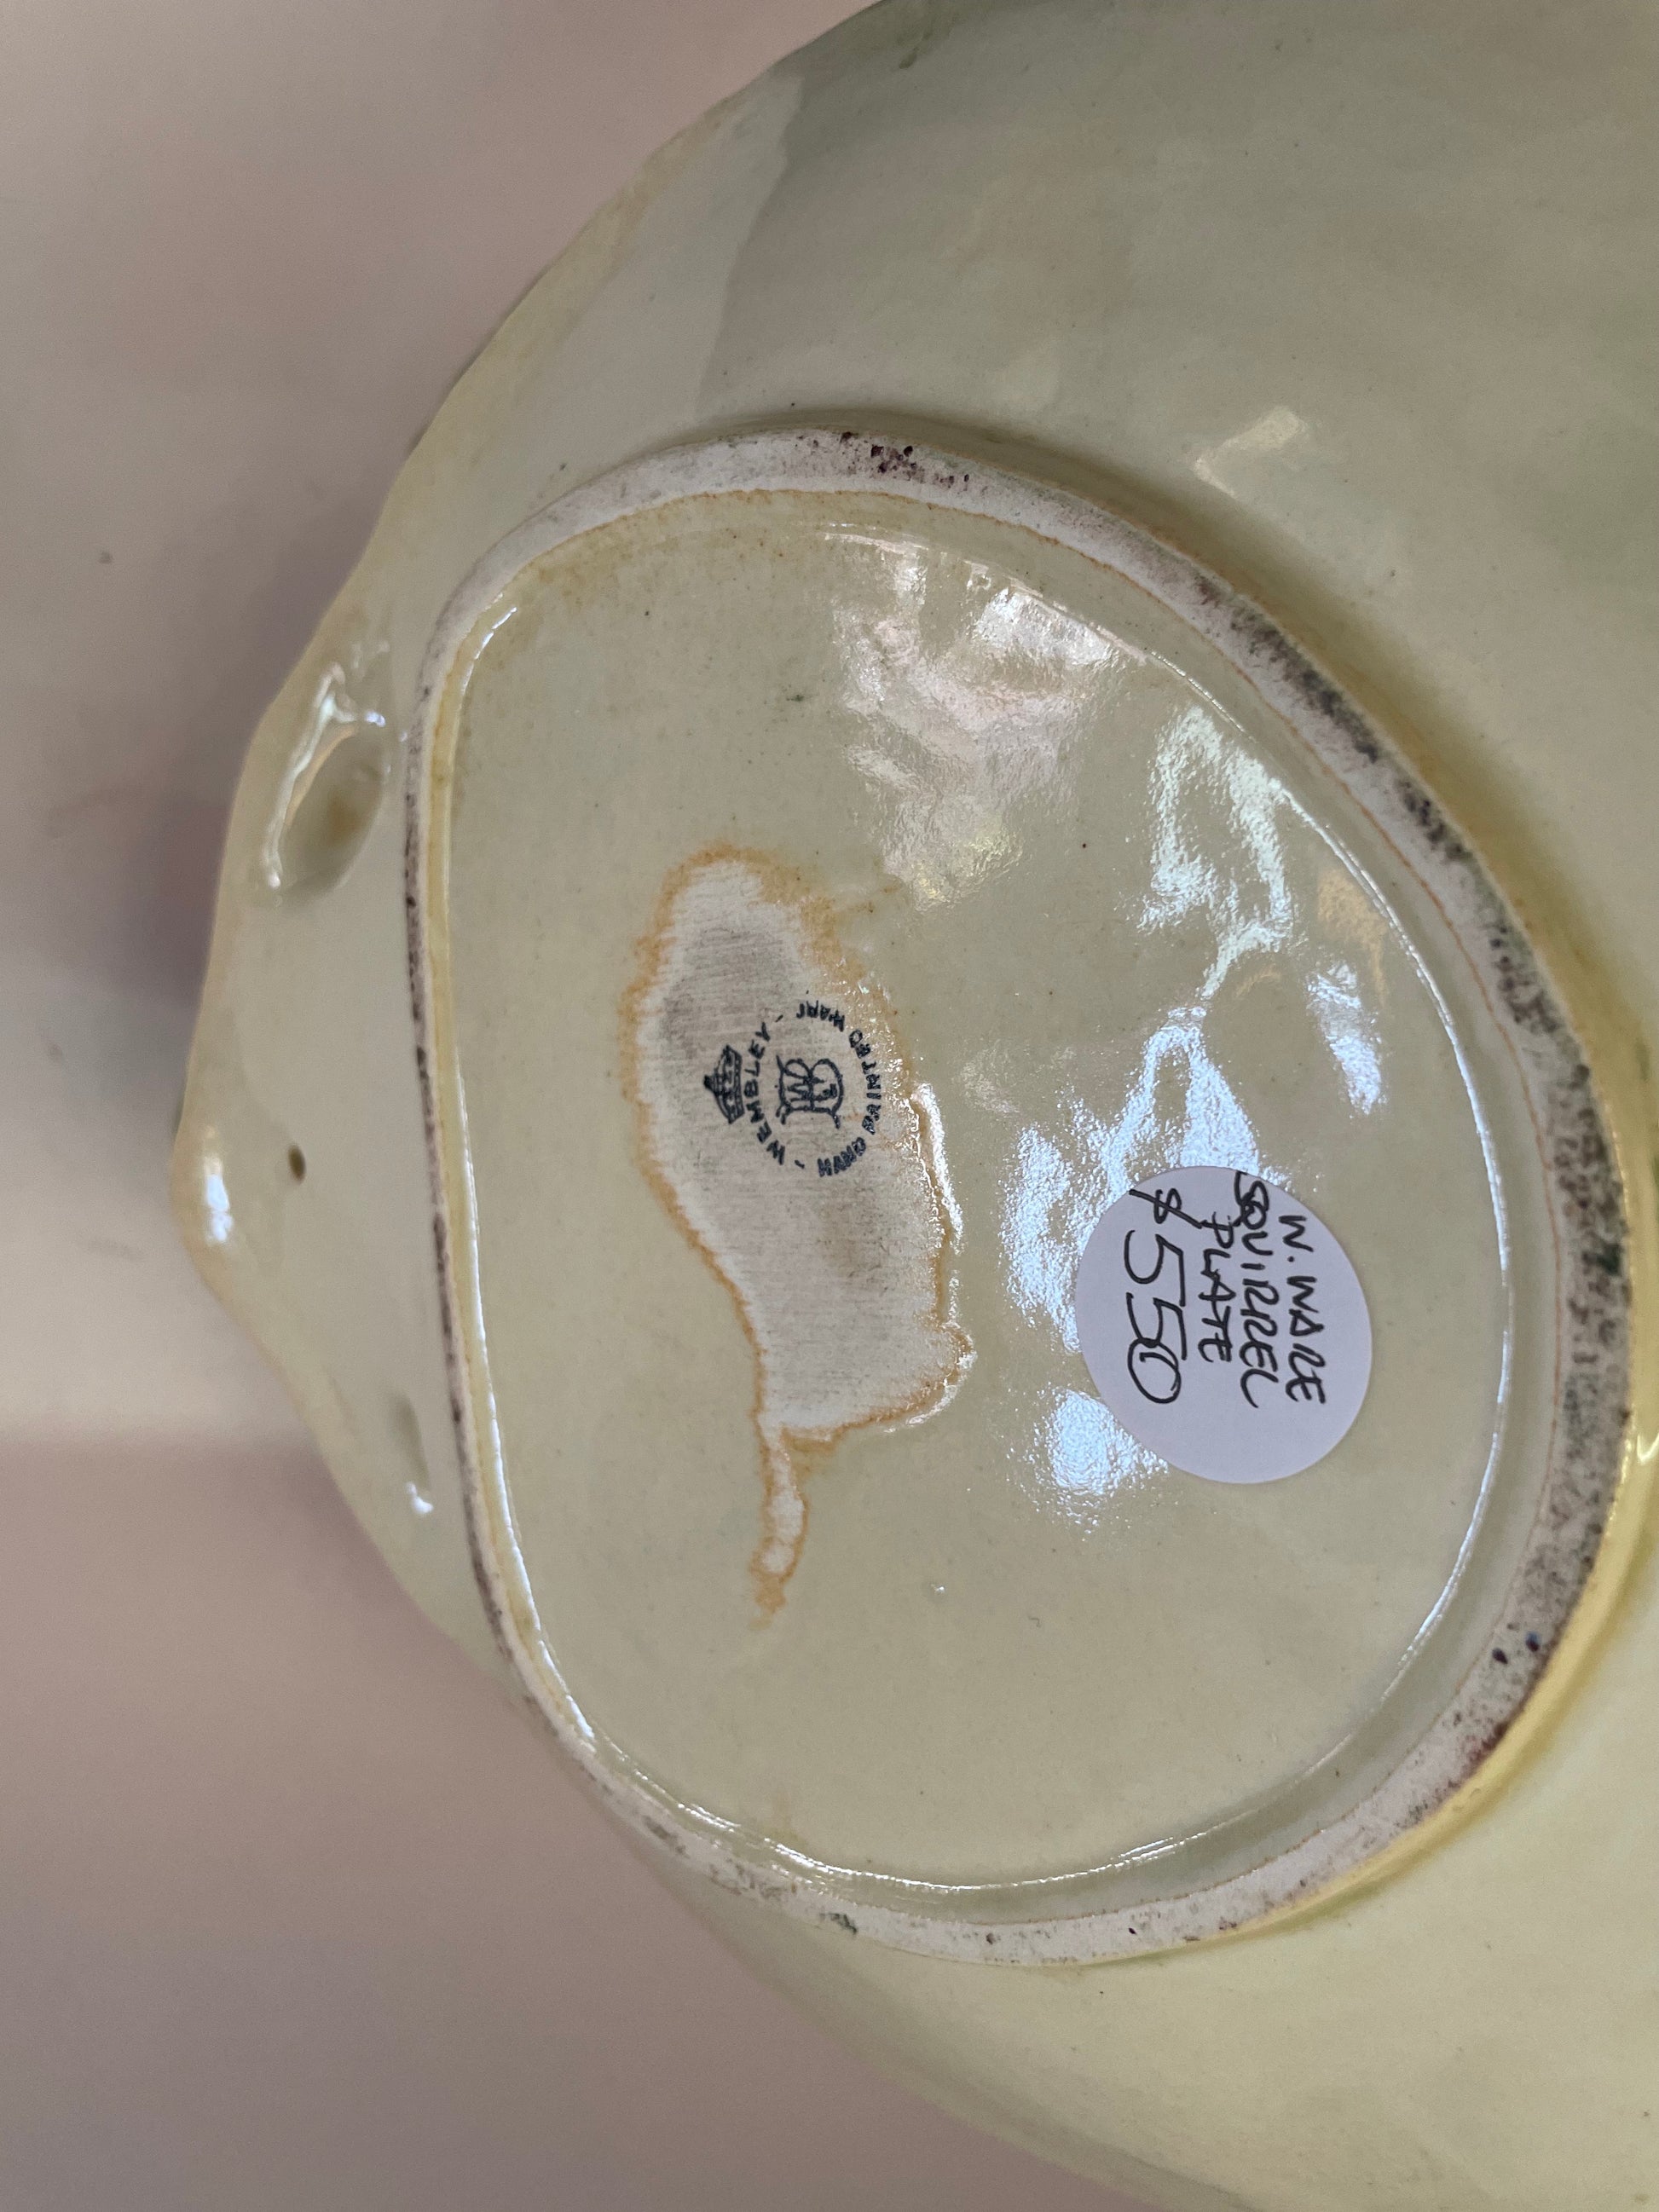 W. WARE
SQUIRREL
PLATE
$550
- WEMBLEY -
HAND PAINTED WARE